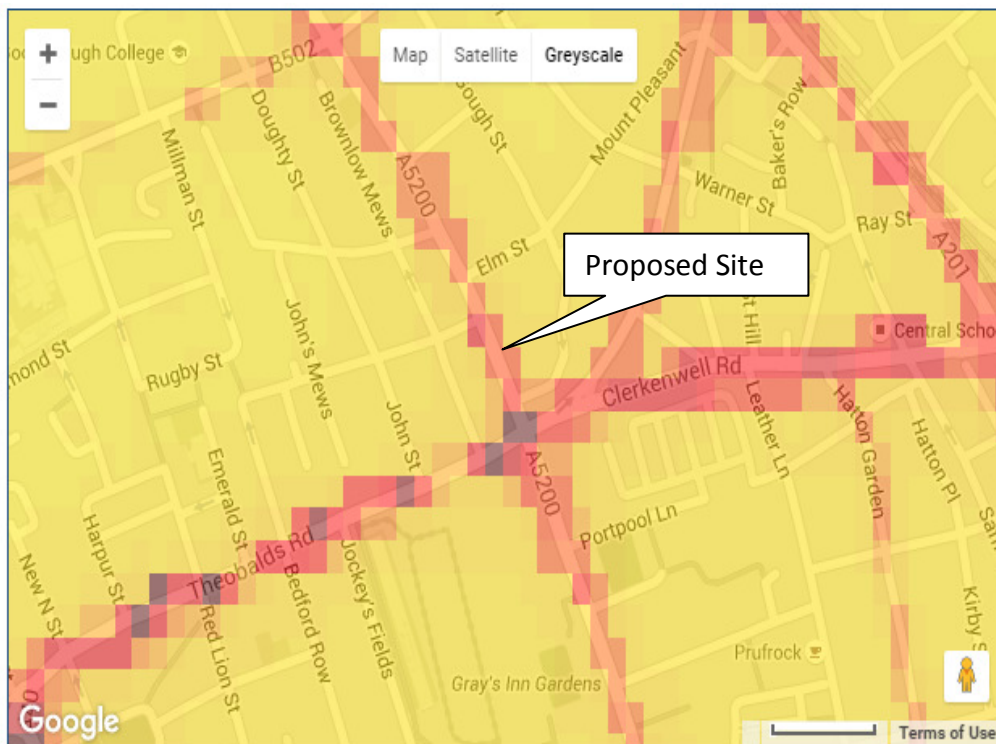 ugh College
+
−
Map Satellite Greyscale
B502
Brownlow Mews
Doughty St
Millman St
A5200
Gough St
Mount Pleasant
Baker's Row
Warner St
Ray St
A201
Elm St
Proposed Site
Central Scho
mond St
Rugby St
John's Mews
John St
Clerkenwell Rd
Leather Ln
Hatton Garden
Hatton Pl
Emerald St
A5200
Portpool Ln
Harpur St
Theobalds Rd
Jockey's Fields
Bedford Row
Red Lion St
New N St
Kirby S
Prufrock
Gray's Inn Gardens
Google
Terms of Use